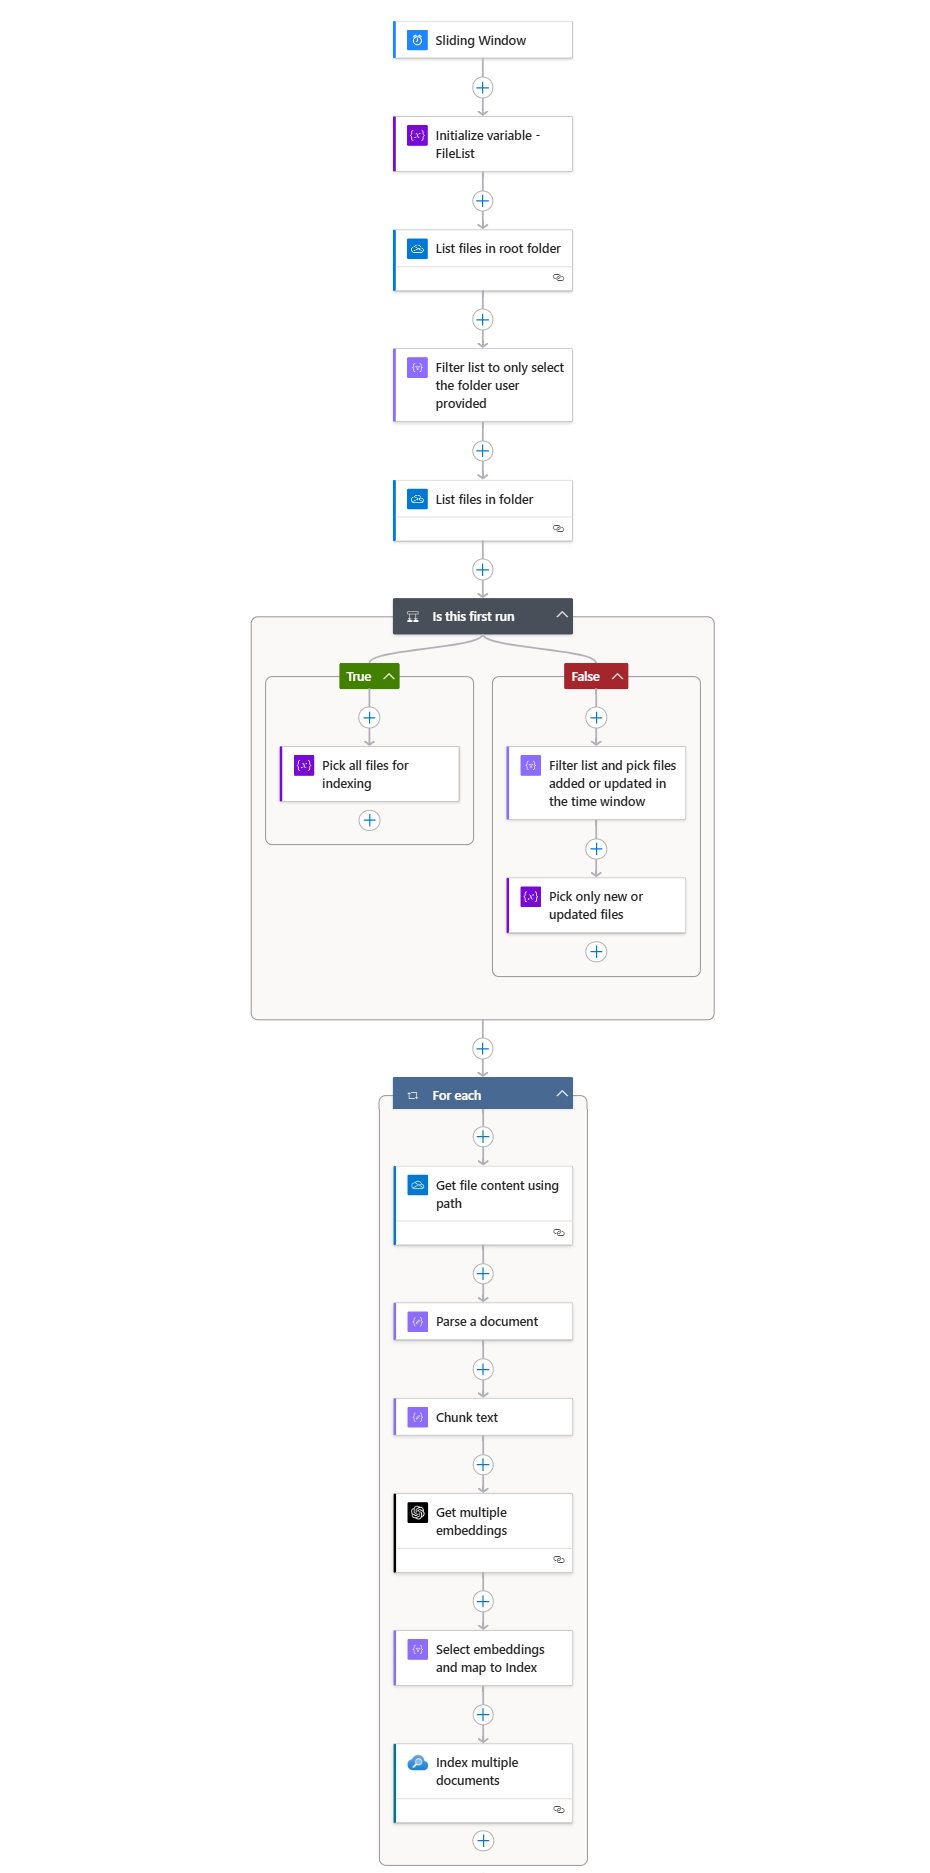 Sliding Window
Initialize variable -
FileList
List files in root folder
Filter list to only select
the folder user
provided
List files in folder
Is this first run
True
False
Pick all files for
indexing
Filter list and pick files
added or updated in
the time window
Pick only new or
updated files
For each
Get file content using
path
Parse a document
Chunk text
Get multiple
embeddings
Select embeddings
and map to Index
Index multiple
documents